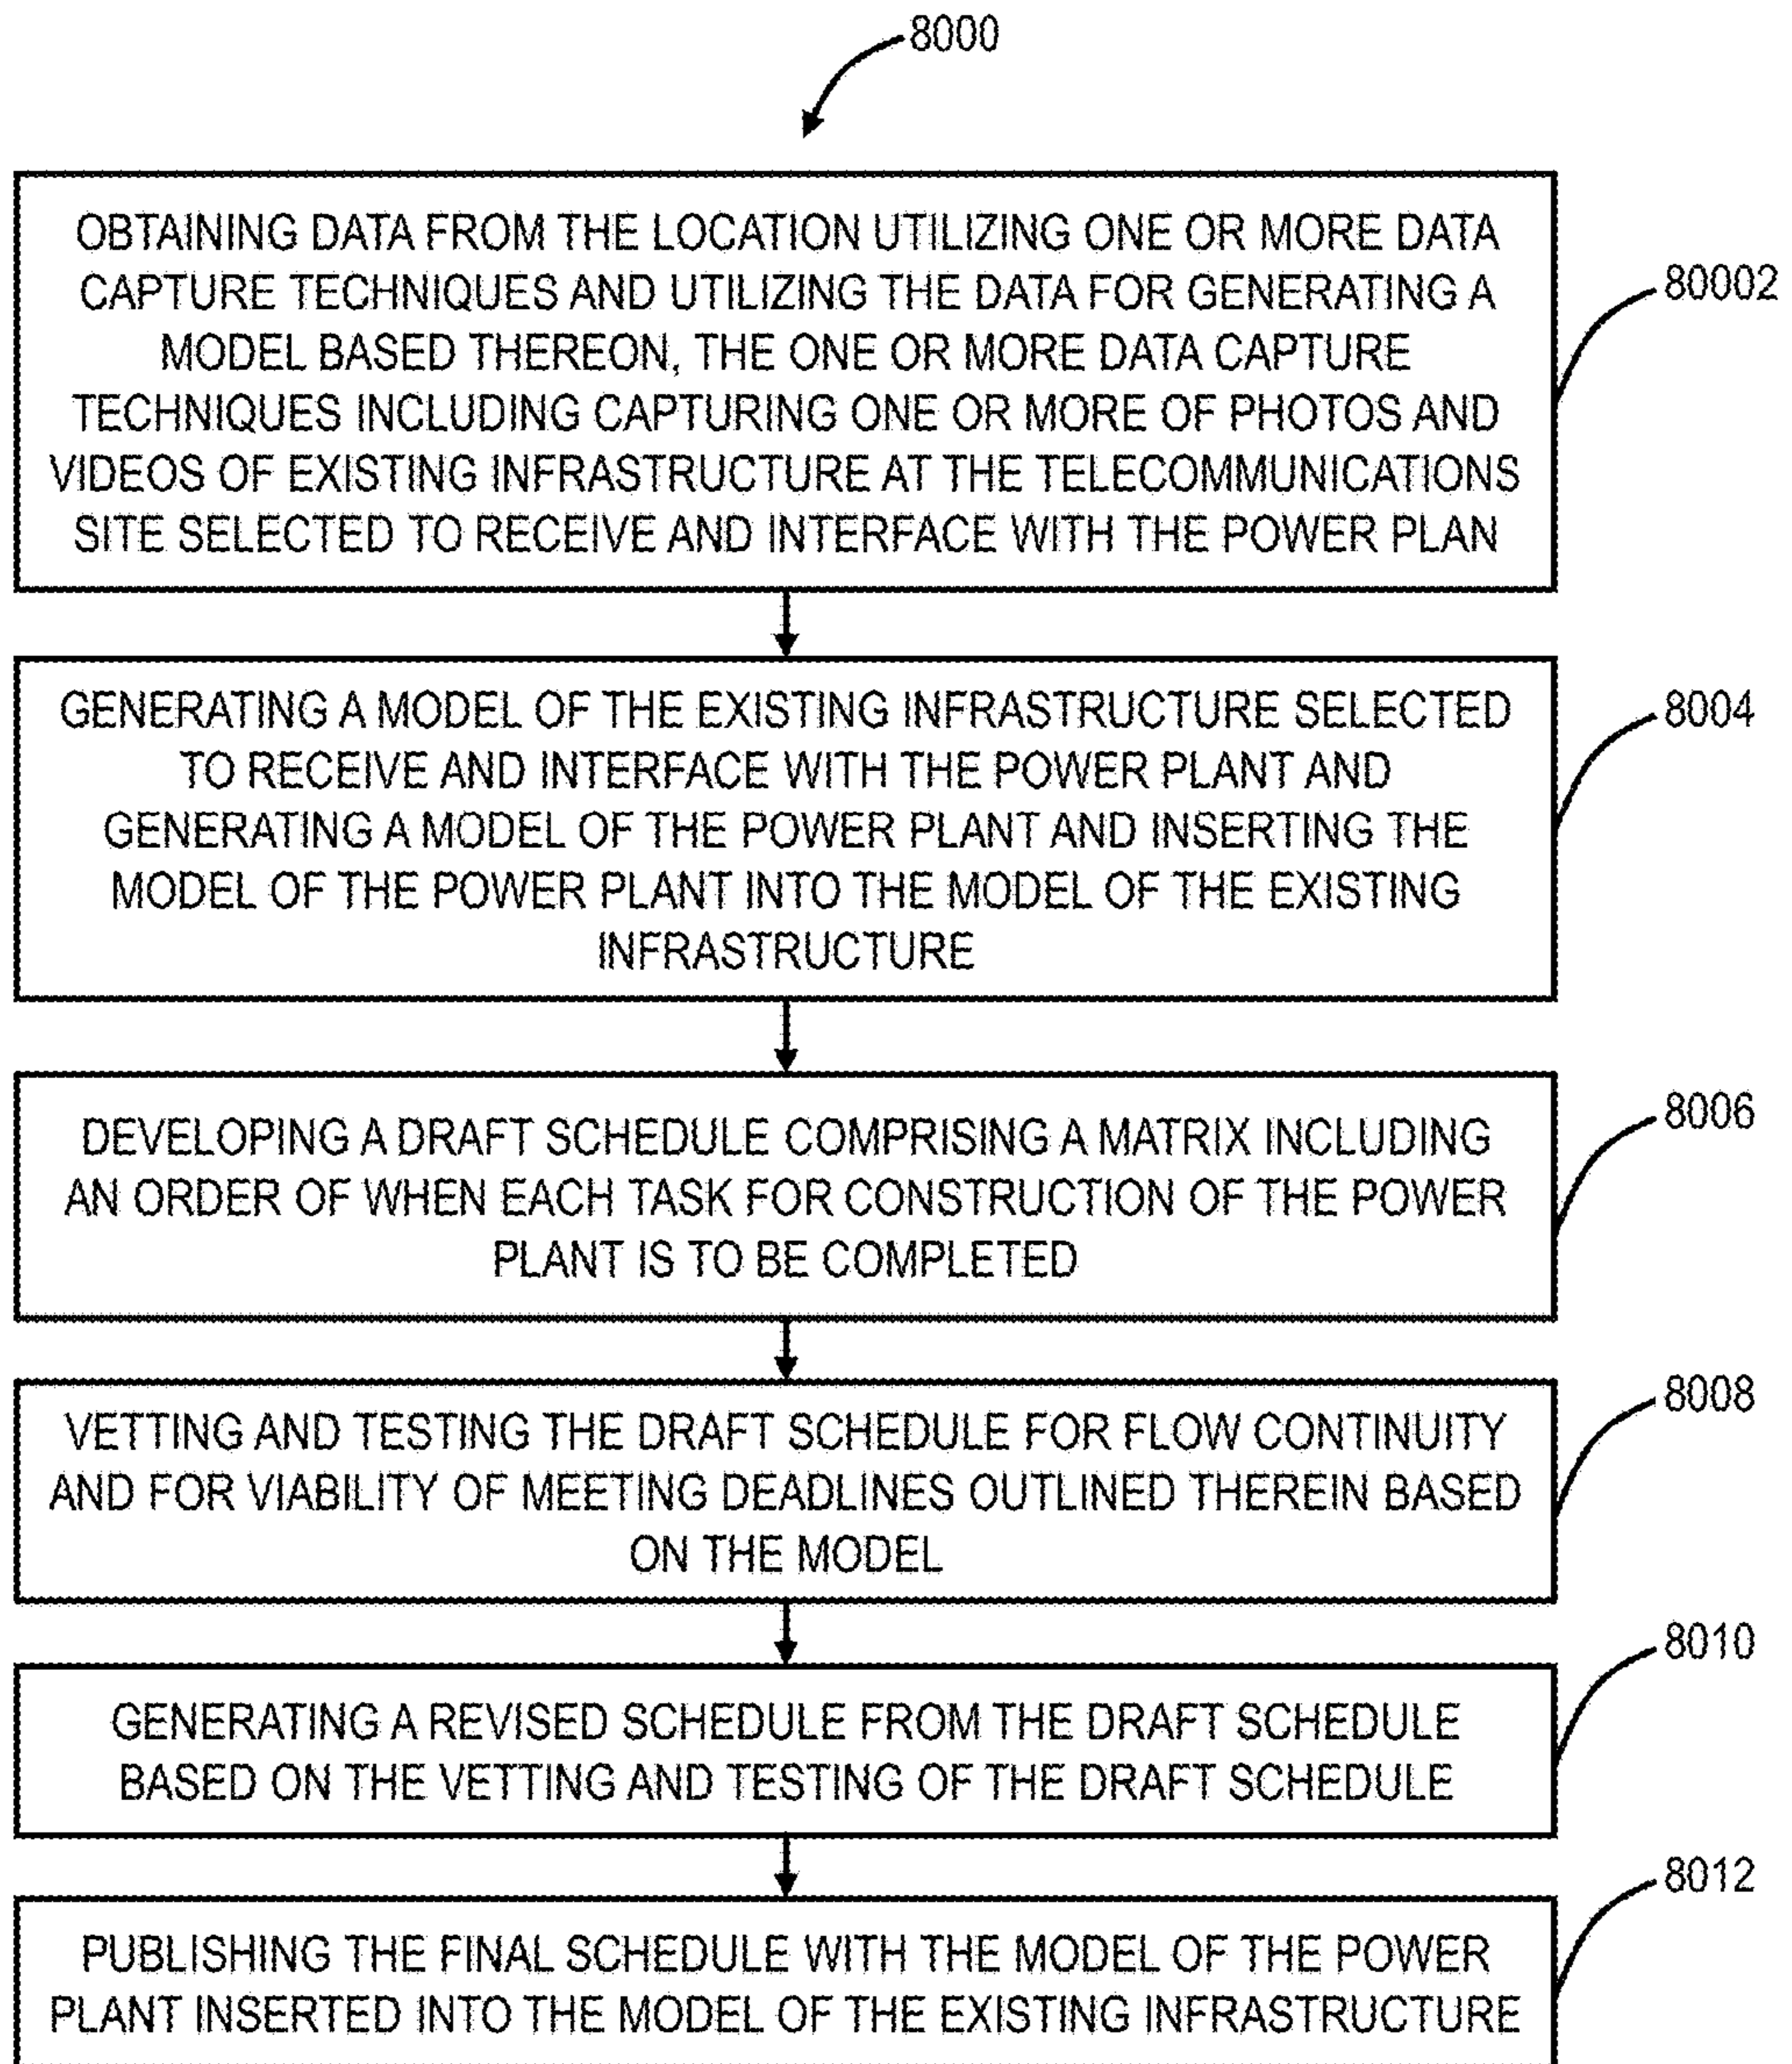 8000
OBTAINING DATA FROM THE LOCATION UTILIZING ONE OR MORE DATA
CAPTURE TECHNIQUES AND UTILIZING THE DATA FOR GENERATING A
MODEL BASED THEREON, THE ONE OR MORE DATA CAPTURE
TECHNIQUES INCLUDING CAPTURING ONE OR MORE OF PHOTOS AND
VIDEOS OF EXISTING INFRASTRUCTURE AT THE TELECOMMUNICATIONS
SITE SELECTED TO RECEIVE AND INTERFACE WITH THE POWER PLAN
80002
GENERATING A MODEL OF THE EXISTING INFRASTRUCTURE SELECTED
TO RECEIVE AND INTERFACE WITH THE POWER PLANT AND
GENERATING A MODEL OF THE POWER PLANT AND INSERTING THE
MODEL OF THE POWER PLANT INTO THE MODEL OF THE EXISTING
INFRASTRUCTURE
8004
DEVELOPING A DRAFT SCHEDULE COMPRISING A MATRIX INCLUDING
AN ORDER OF WHEN EACH TASK FOR CONSTRUCTION OF THE POWER
PLANT IS TO BE COMPLETED
8006
VETTING AND TESTING THE DRAFT SCHEDULE FOR FLOW CONTINUITY
AND FOR VIABILITY OF MEETING DEADLINES OUTLINED THEREIN BASED
ON THE MODEL
8008
GENERATING A REVISED SCHEDULE FROM THE DRAFT SCHEDULE
BASED ON THE VETTING AND TESTING OF THE DRAFT SCHEDULE
8010
PUBLISHING THE FINAL SCHEDULE WITH THE MODEL OF THE POWER
PLANT INSERTED INTO THE MODEL OF THE EXISTING INFRASTRUCTURE
8012